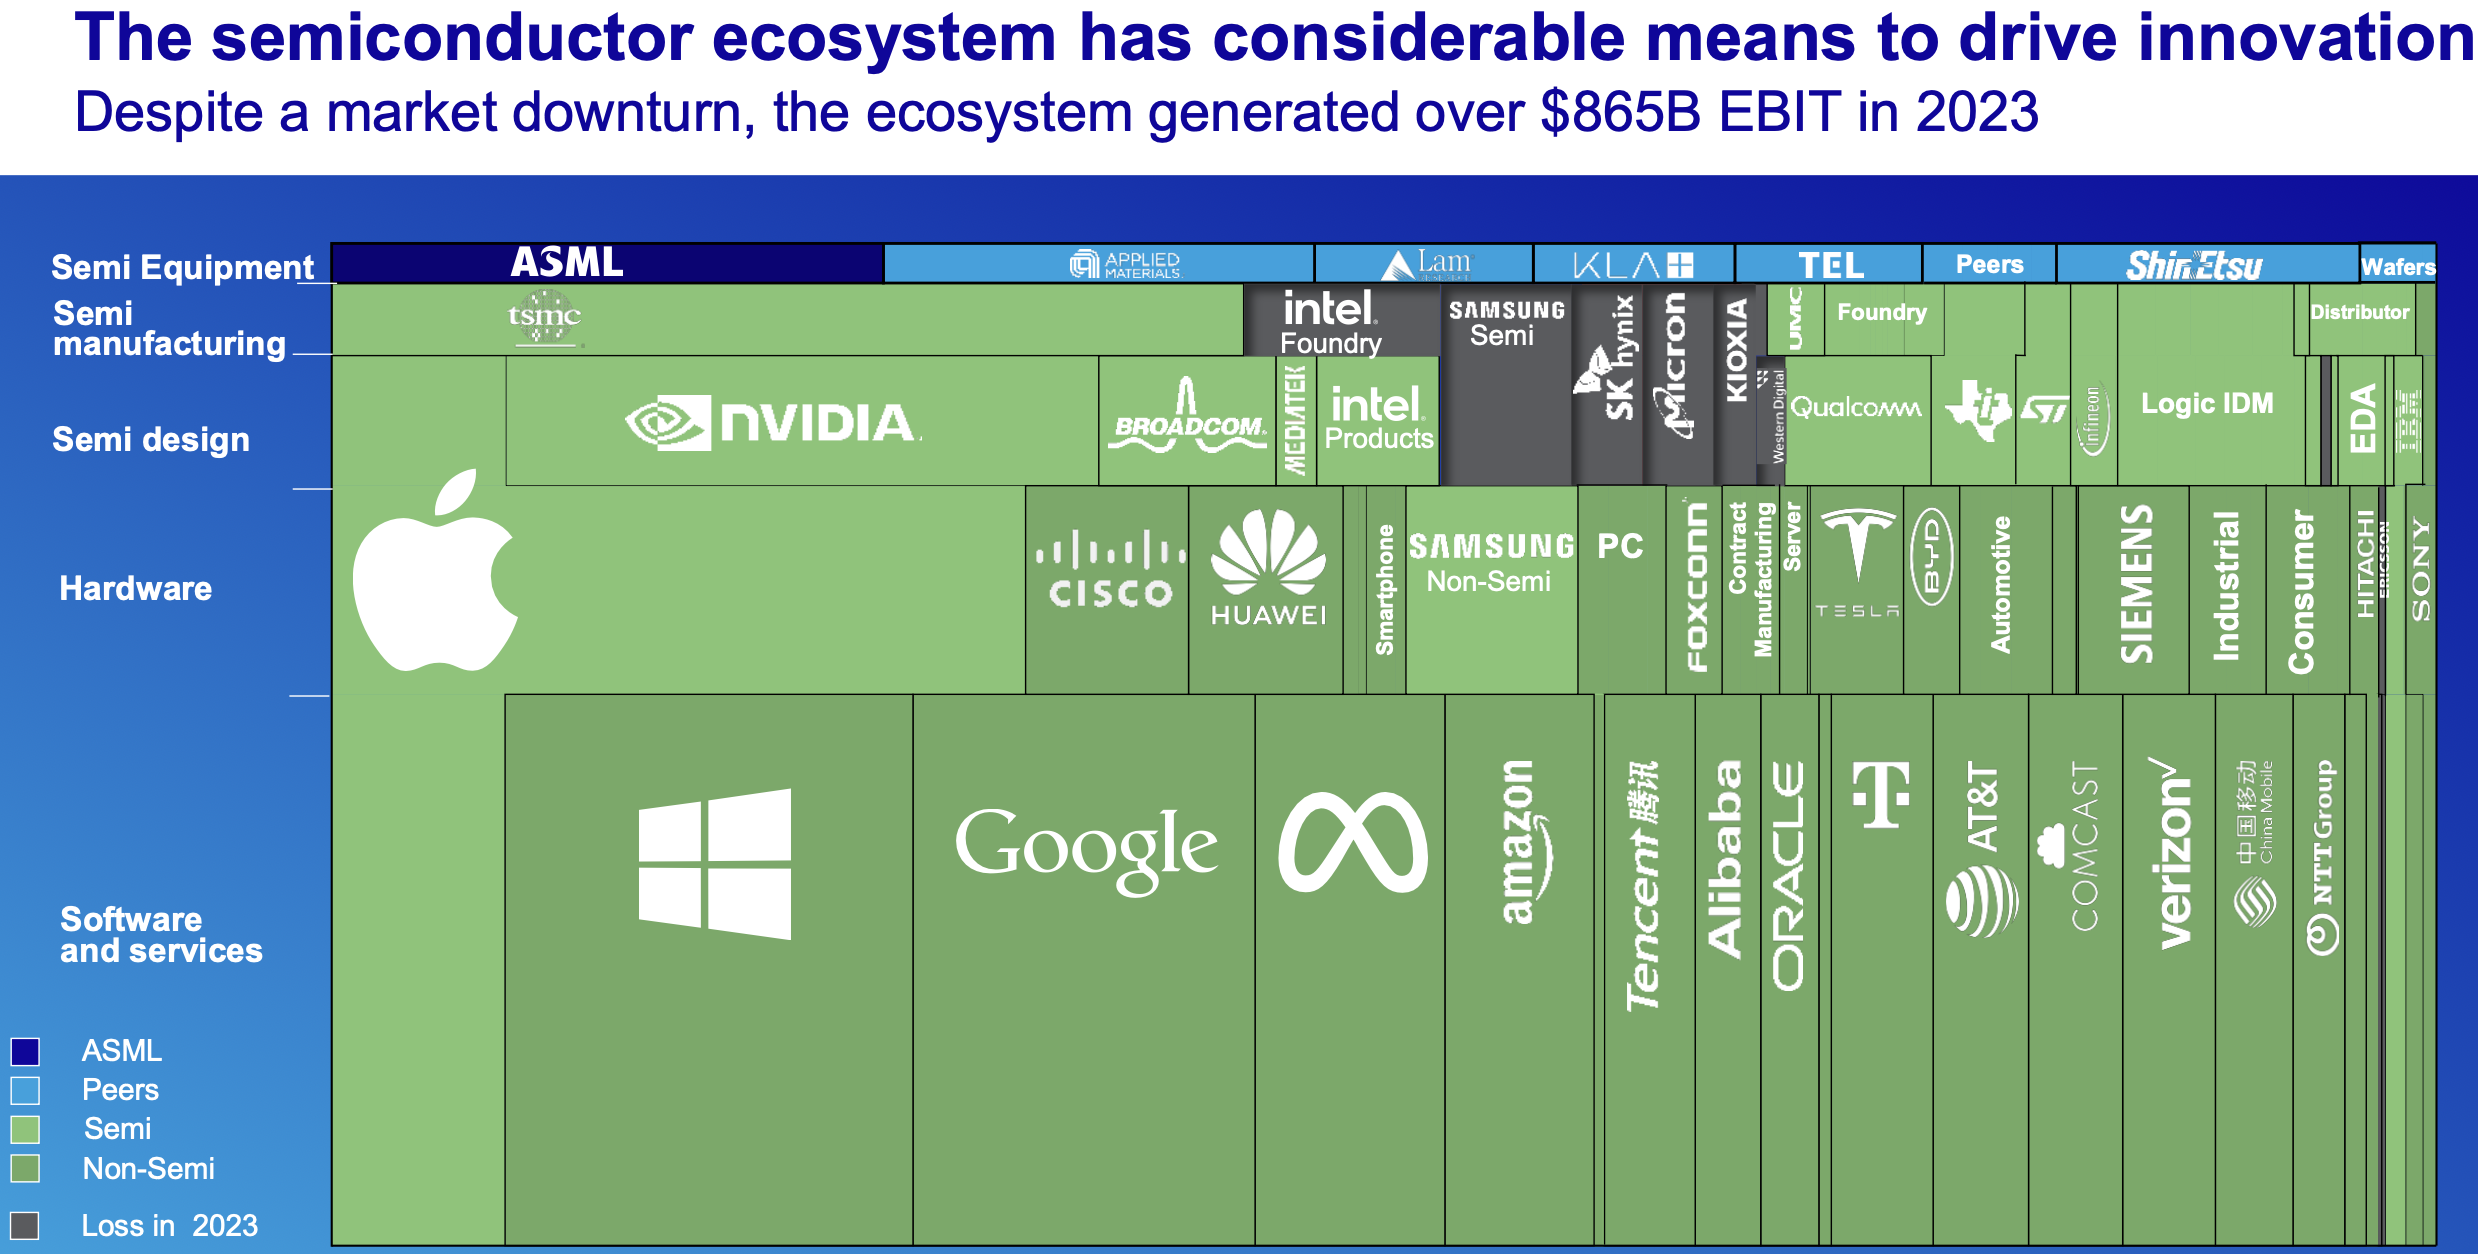 The semiconductor ecosystem has considerable means to drive innovation
Despite a market downturn, the ecosystem generated over $865B EBIT in 2023
Semi Equipment
ASML
APPLIED
MATERIALS
Lam
KLA
TEL
Peers
ShinEtsu
Wafers
Semi
manufacturing
tsmc
intel
Foundry
SAMSUNG
Semi
SK hynix
Micron
KIOXIA
UMC
Foundry
Distributor
Semi design
NVIDIA
BROADCOM
MEDIATEK
intel
Products
Western Digital
Qualcomm
ti
ST
infineon
Logic IDM
EDA
IBM
Hardware
CISCO
HUAWEI
Smartphone
SAMSUNG
Non-Semi
PC
FOXCONN
Contract
Manufacturing
Server
TESLA
BYD
Automotive
SIEMENS
Industrial
Consumer
HITACHI
ERICSSON
SONY
Software
and services
Google
amazon
Tencent 腾讯
Alibaba
ORACLE
T
AT&T
COMCAST
verizon✓
中国移动
China Mobile
NTT Group
ASML
Peers
Semi
Non-Semi
Loss in 2023